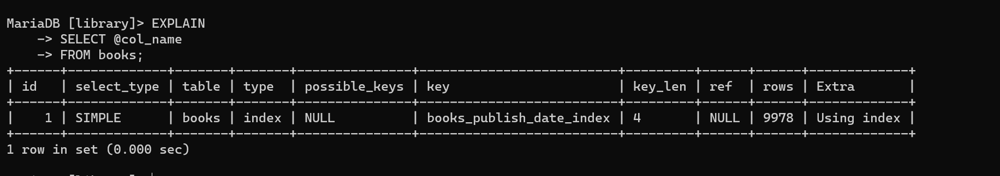 MariaDB [library]> EXPLAIN
    -> SELECT @col_name
    -> FROM books;
+------+-------------+-------+-------+---------------+--------------------------+---------+------+------+-------------+
| id   | select_type | table | type  | possible_keys | key                      | key_len | ref  | rows | Extra       |
+------+-------------+-------+-------+---------------+--------------------------+---------+------+------+-------------+
|    1 | SIMPLE      | books | index | NULL          | books_publish_date_index | 4       | NULL | 9978 | Using index |
+------+-------------+-------+-------+---------------+--------------------------+---------+------+------+-------------+
1 row in set (0.000 sec)